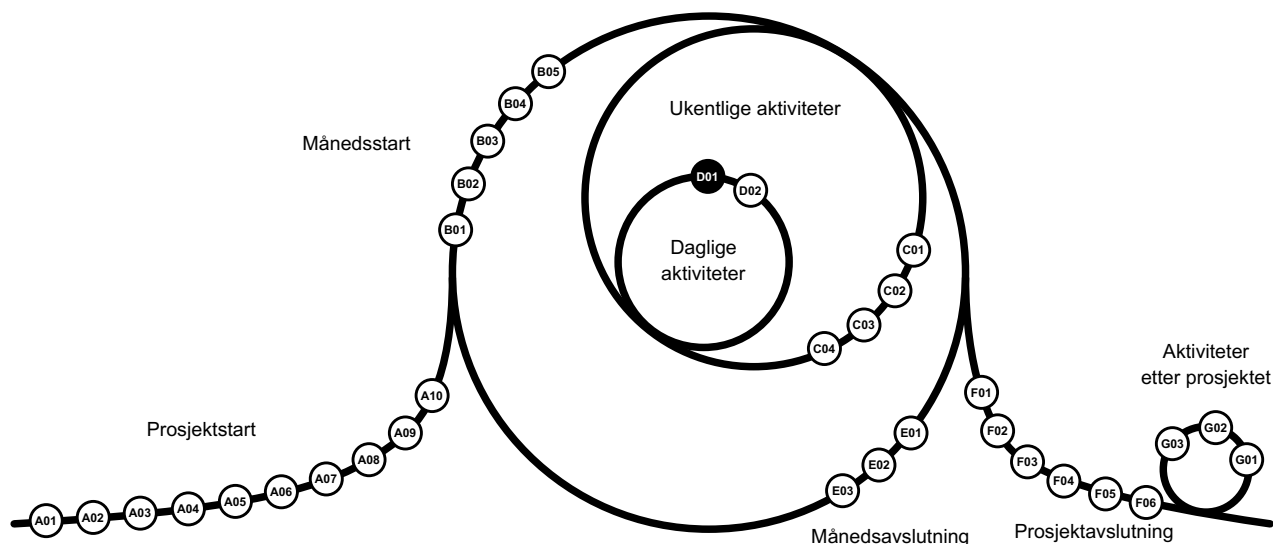 Prosjektstart
A01
A02
A03
A04
A05
A06
A07
A08
A09
A10
Månedsstart
B01
B02
B03
B04
B05
Ukentlige aktiviteter
C01
C02
C03
C04
Daglige
aktiviteter
D01
D02
E01
E02
E03
Månedsavslutning
F01
F02
F03
F04
F05
F06
Prosjektavslutning
Aktiviteter
etter prosjektet
G01
G02
G03